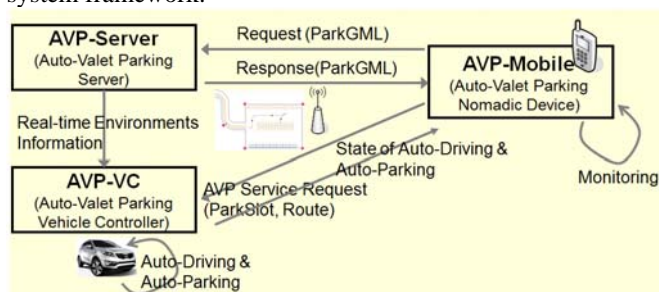 system framework.
AVP-Server
(Auto-Valet Parking
Server)
Request (ParkGML)
Response(ParkGML)
AVP-Mobile
(Auto-Valet Parking
Nomadic Device)
Real-time Environments
Information
State of Auto-Driving &
Auto-Parking
Monitoring
AVP-VC
(Auto-Valet Parking
Vehicle Controller)
AVP Service Request
(ParkSlot, Route)
Auto-Driving &
Auto-Parking